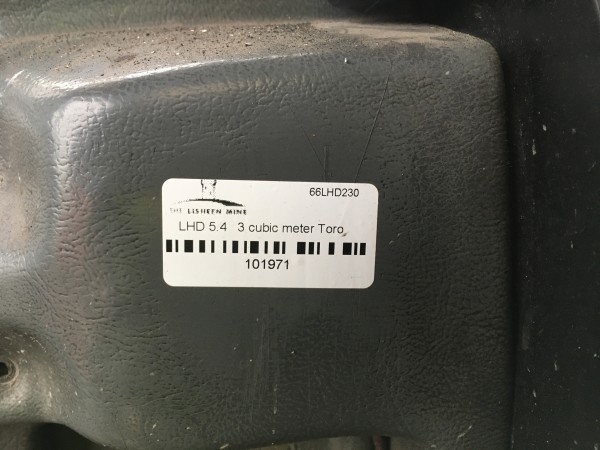 66LHD230
THE LISHEEN MINE
LHD 5.4 3 cubic meter Toro
101971